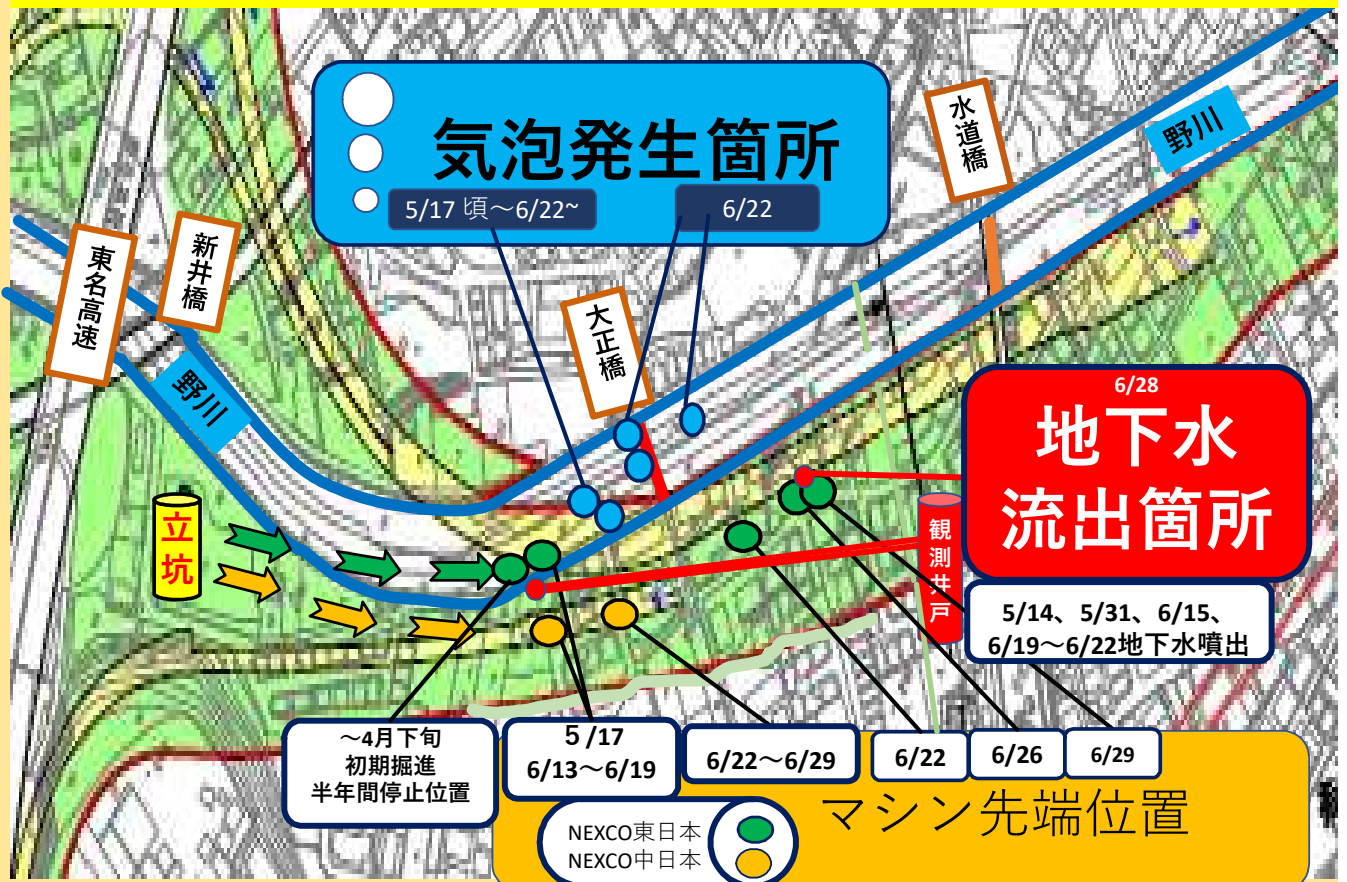 気泡発生箇所
5/17 頃～6/22~
6/22
水道橋
野川
東名高速
新井橋
野川
大正橋
立坑
6/28
地下水
流出箇所
観測井戸
5/14、5/31、6/15、
6/19～6/22地下水噴出
～4月下旬
初期掘進
半年間停止位置
５/17
6/13～6/19
6/22～6/29
6/22
6/26
6/29
マシン先端位置
NEXCO東日本
NEXCO中日本